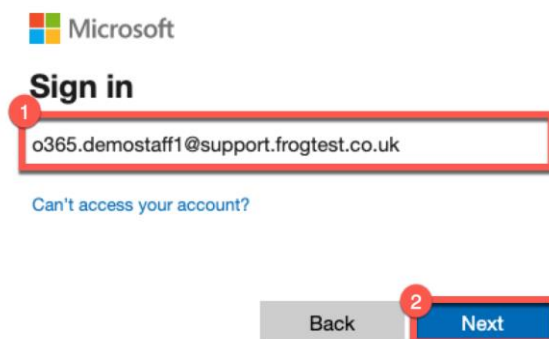 Microsoft
Sign in
1
o365.demostaff1@support.frogtest.co.uk
Can't access your account?
2
Back Next